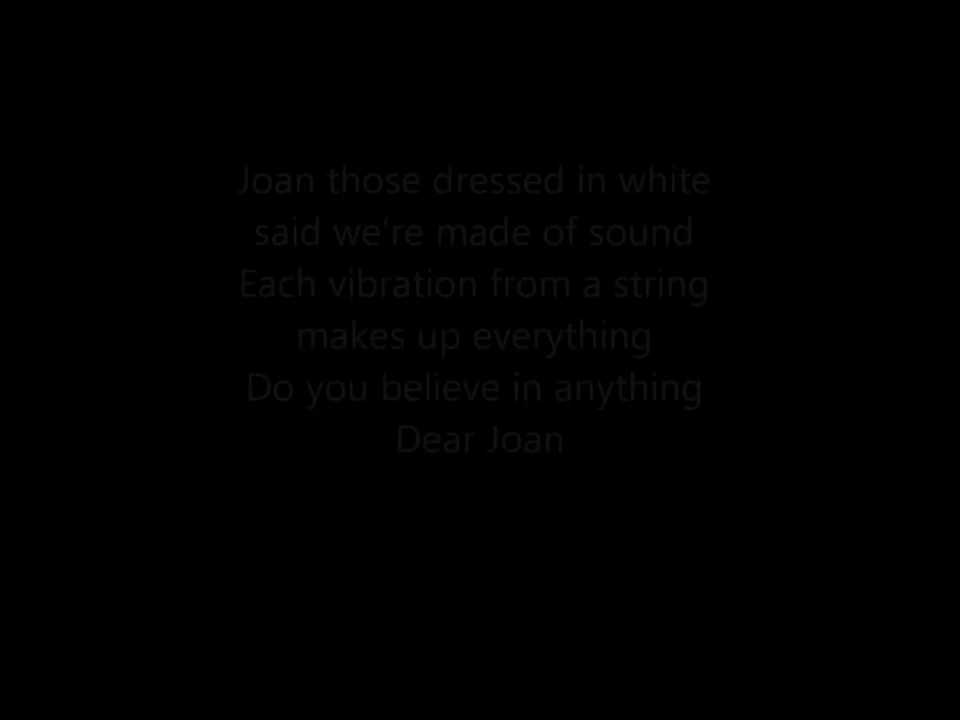 Joan those dressed in white
said we're made of sound
Each vibration from a string
makes up everything
Do you believe in anything
Dear Joan